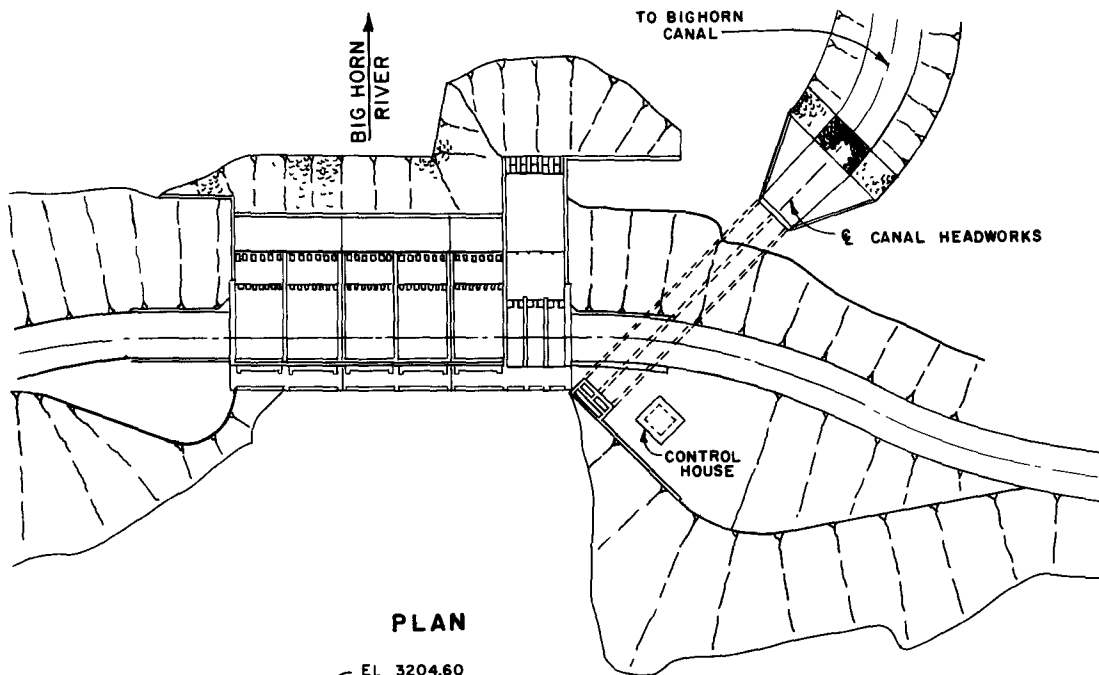 TO BIGHORN
CANAL
BIG HORN
RIVER
℄ CANAL HEADWORKS
CONTROL
HOUSE
PLAN
EL 3204.60